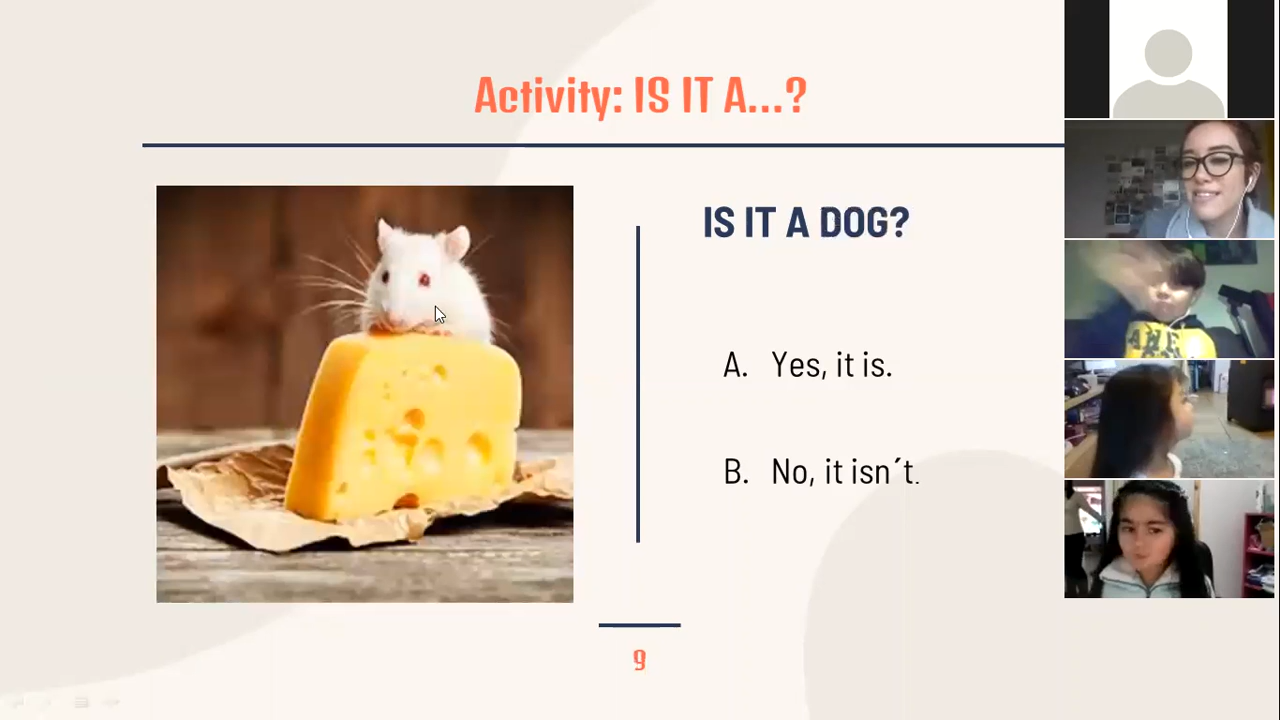 Activity: IS IT A...?
IS IT A DOG?
A. Yes, it is.
B. No, it isn´t.
9